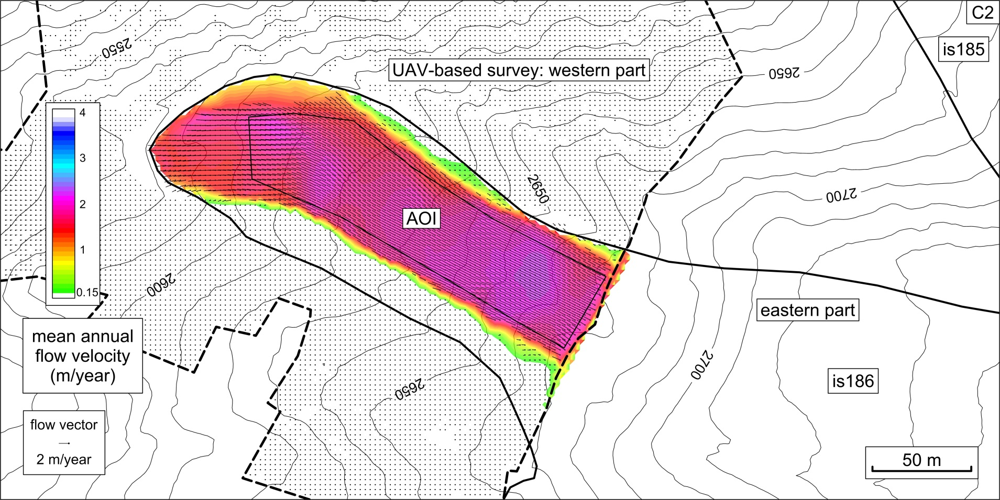 C2
is185
2550
UAV-based survey: western part
2650
4
3
2
1
0.15
2650
2700
AOI
2600
eastern part
mean annual
flow velocity
(m/year)
2700
is186
2650
flow vector
2 m/year
50 m